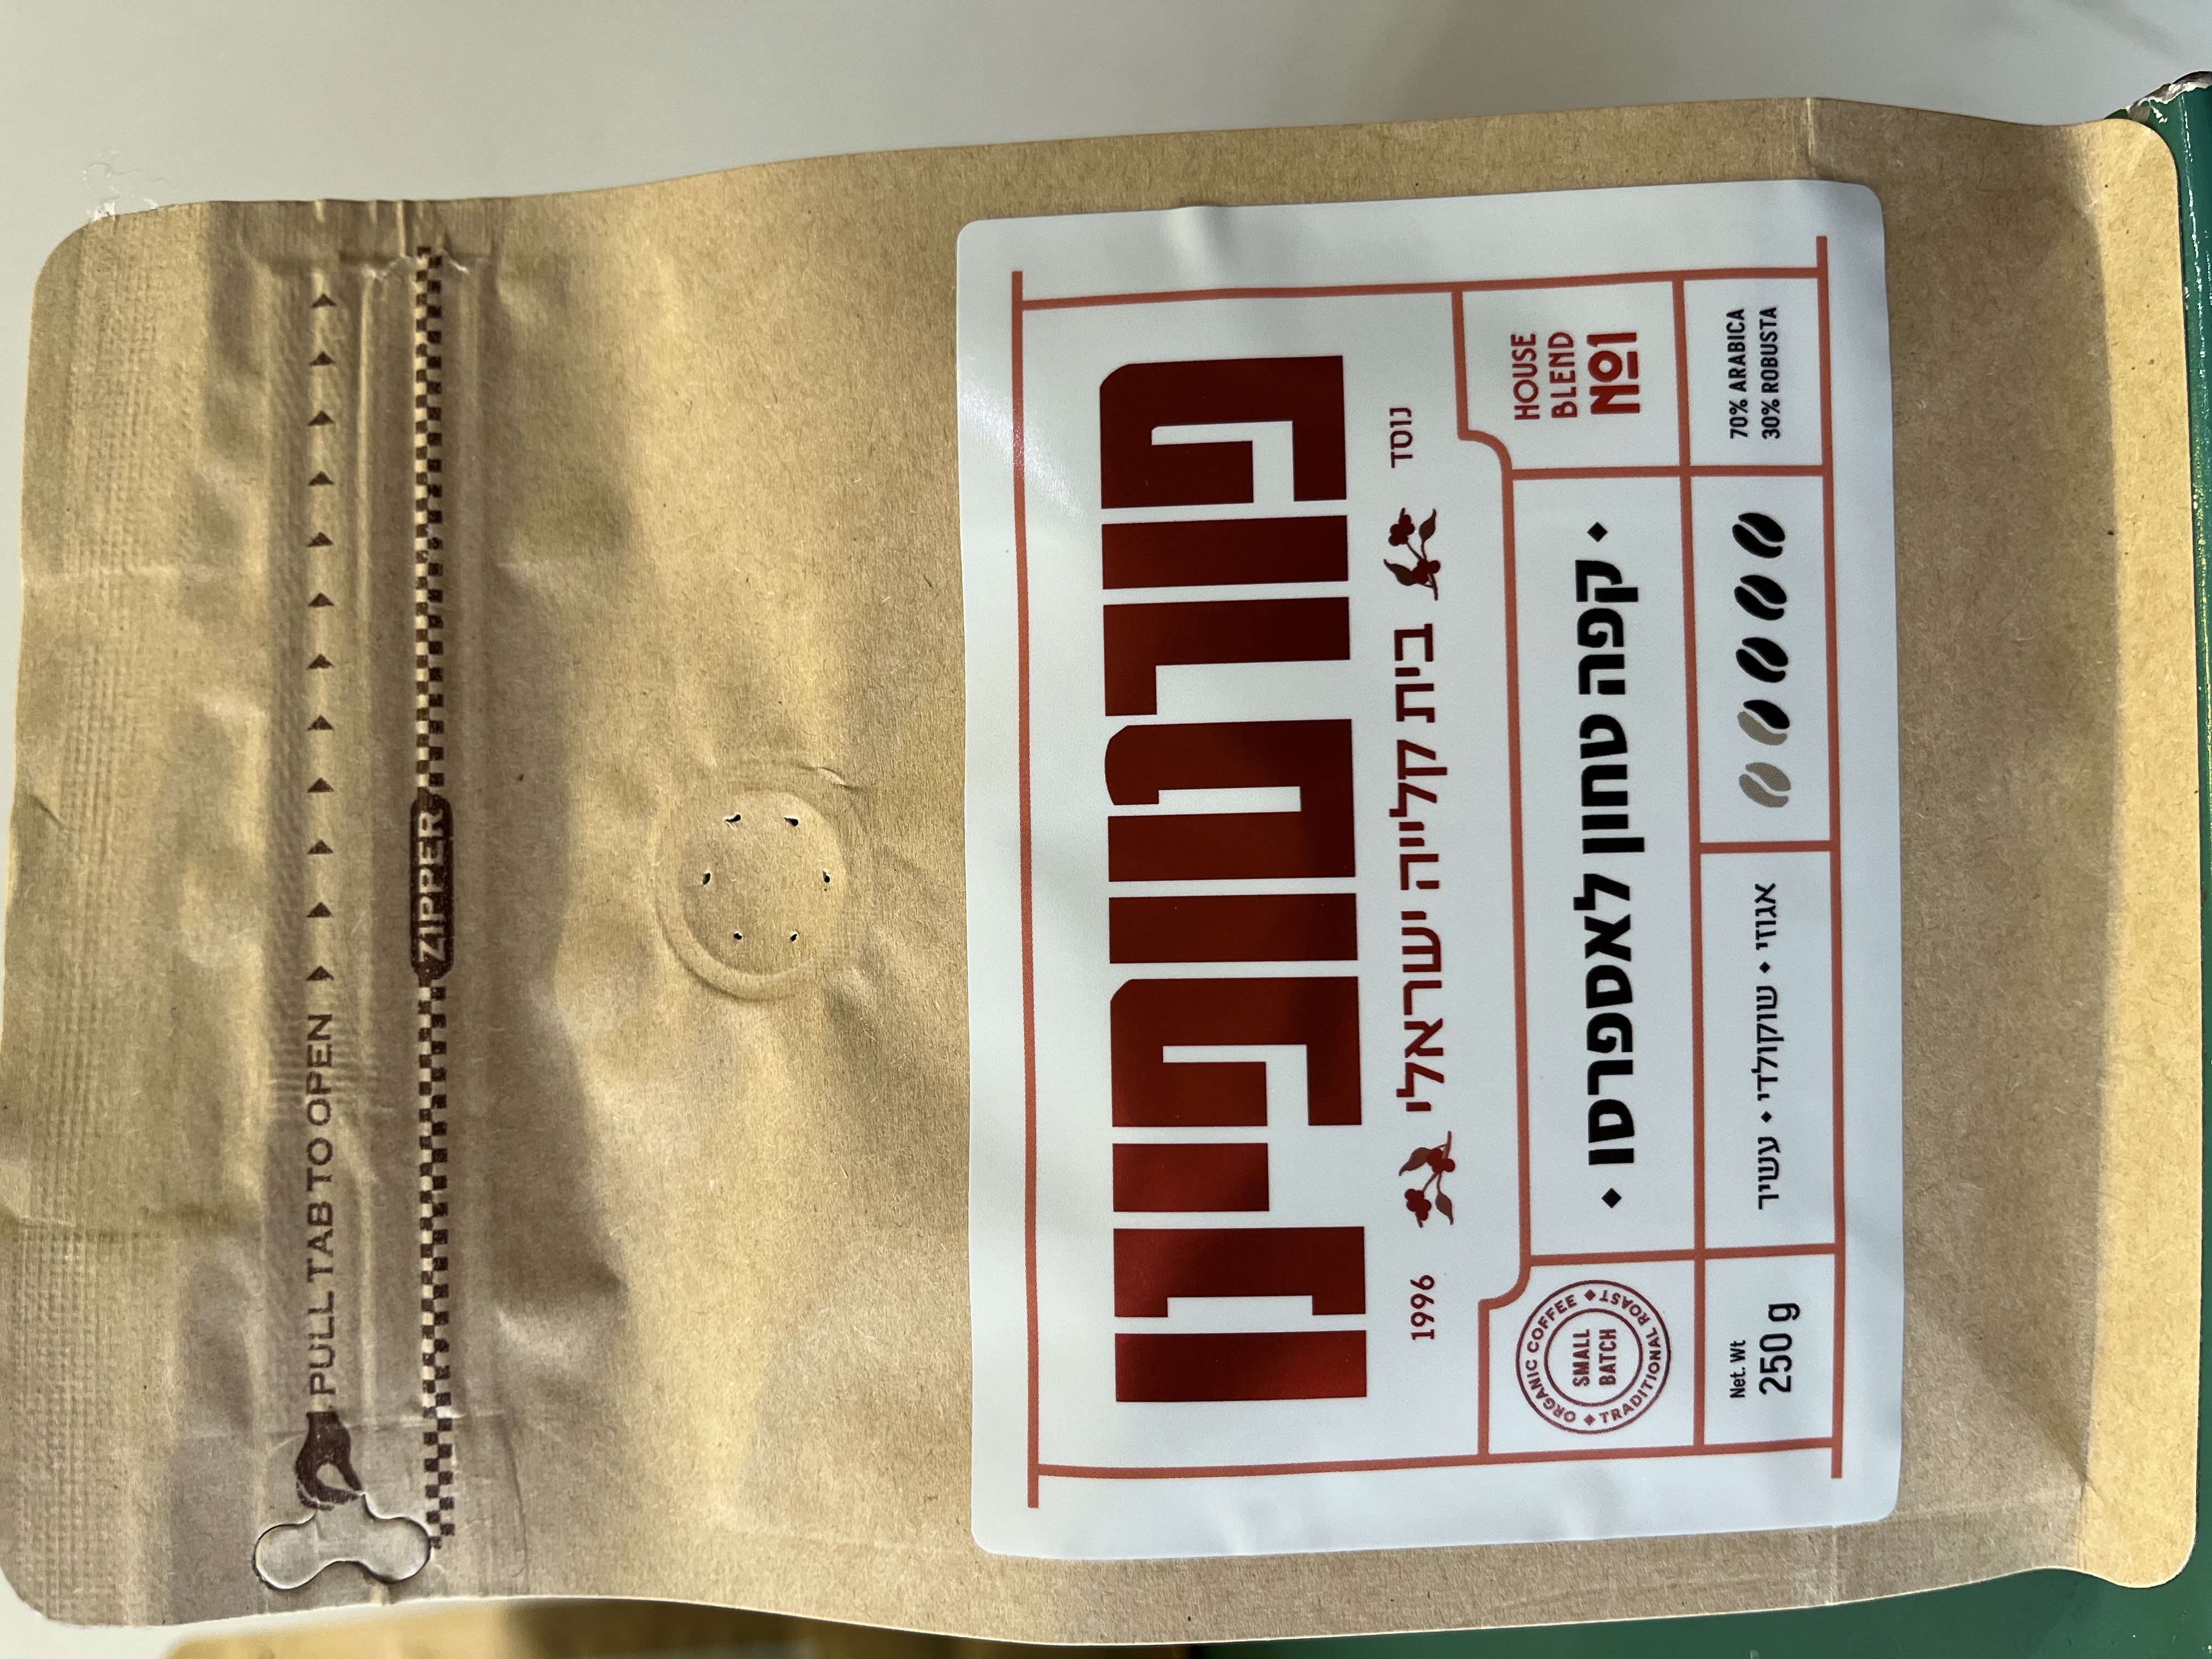 PULL TAB TO OPEN
ZIPPER
פורטופינו
נוסד בית קלייה ישראלי 1996
HOUSE
BLEND
№1
• קפה טחון לאספרסו •
ORGANIC COFFEE • TRADITIONAL ROAST •
SMALL
BATCH
70% ARABICA
30% ROBUSTA
אגוזי • שוקולדי • עשיר
Net. Wt
250 g